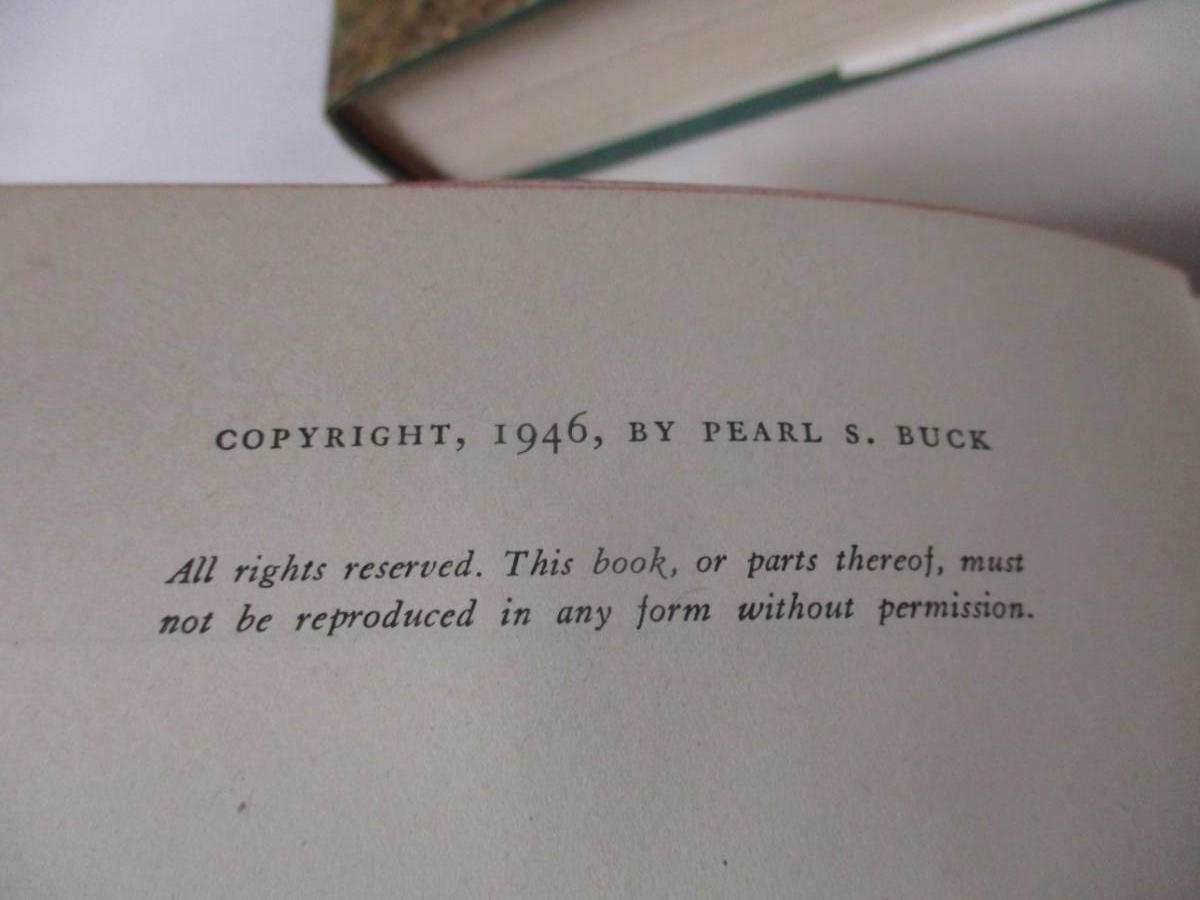 COPYRIGHT, 1946, BY PEARL S. BUCK
All rights reserved. This book, or parts thereof, must
not be reproduced in any form without permission.